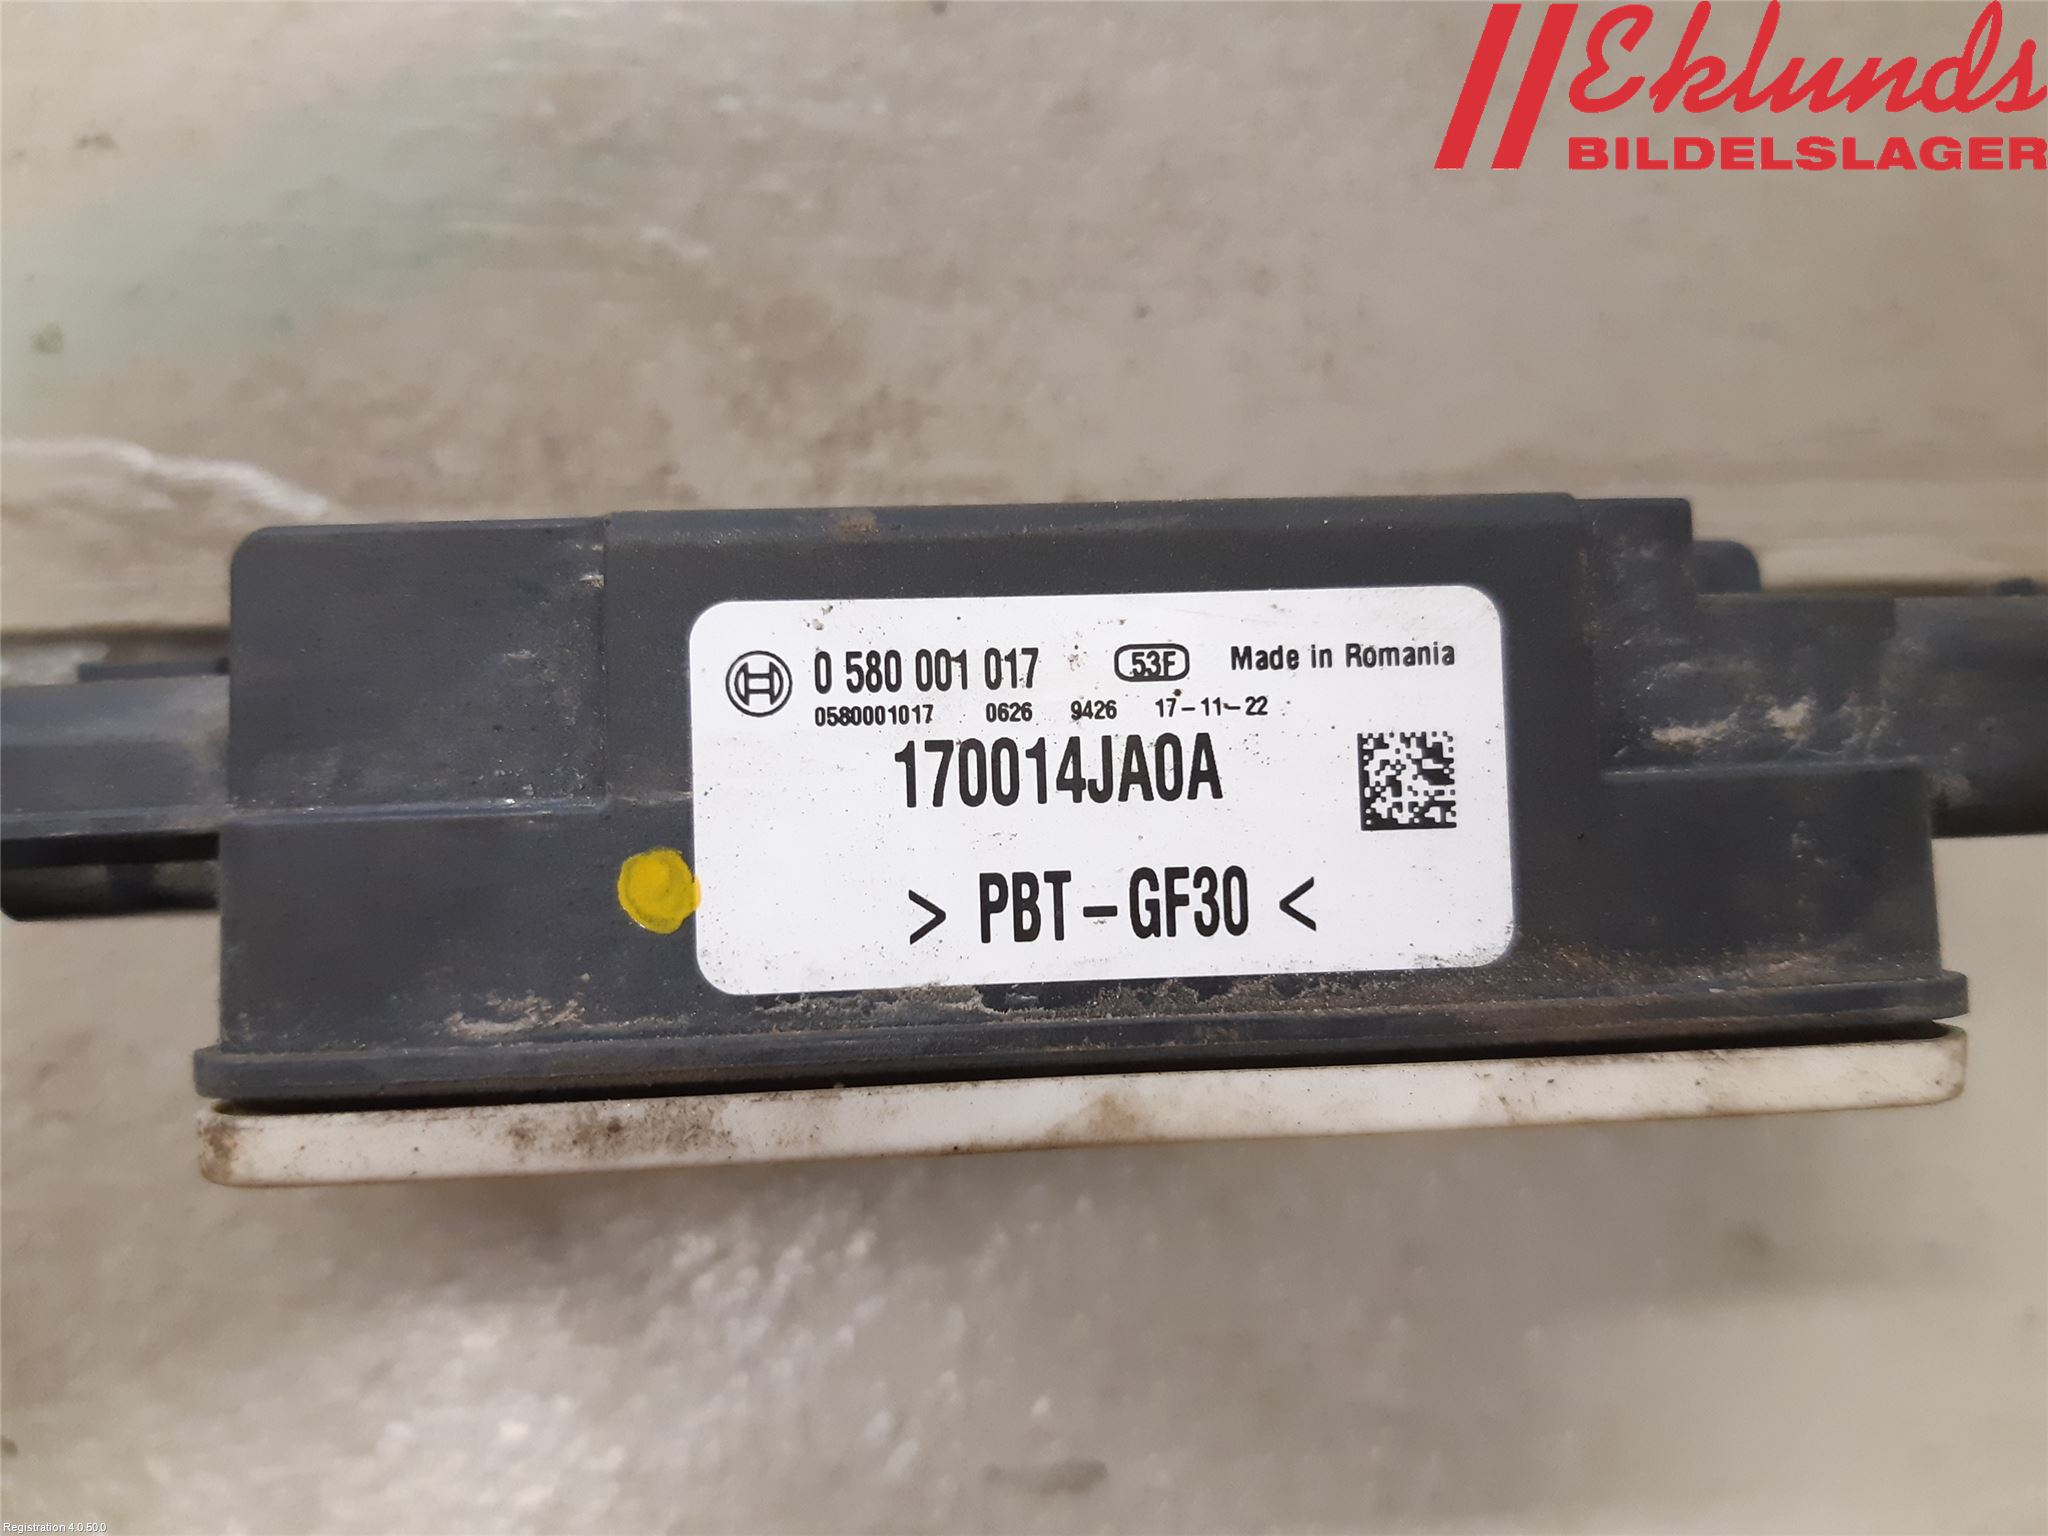 Eklunds
BILDELSLAGER
0 580 001 017 53F Made in Romania
0580001017 0626 9426 17-11-22
170014JA0A
> PBT-GF30 <
Registration 4.0.50.0